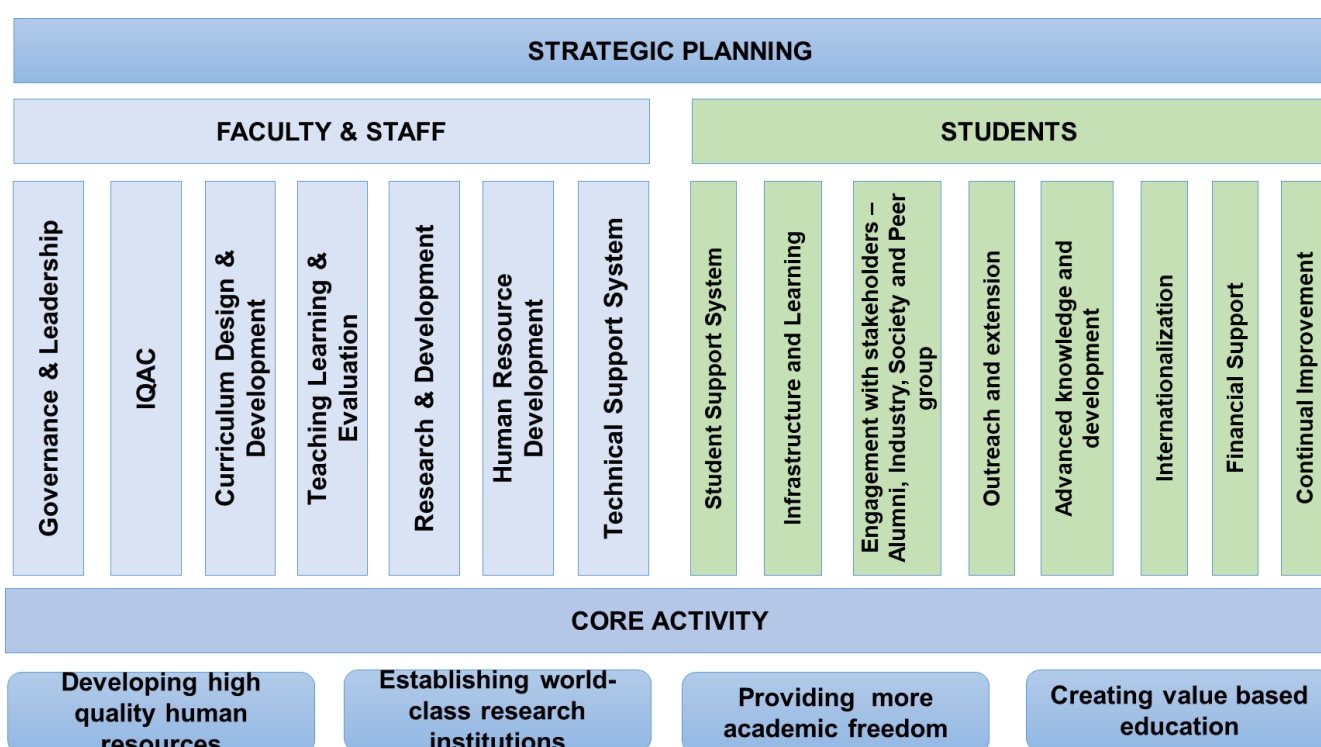 STRATEGIC PLANNING
FACULTY & STAFF
STUDENTS
Governance & Leadership
IQAC
Curriculum Design &
Development
Teaching Learning &
Evaluation
Research & Development
Human Resource
Development
Technical Support System
Student Support System
Infrastructure and Learning
Engagement with stakeholders –
Alumni, Industry, Society and Peer
group
Outreach and extension
Advanced knowledge and
development
Internationalization
Financial Support
Continual Improvement
CORE ACTIVITY
Developing high
quality human
resources
Establishing world-
class research
institutions
Providing more
academic freedom
Creating value based
education